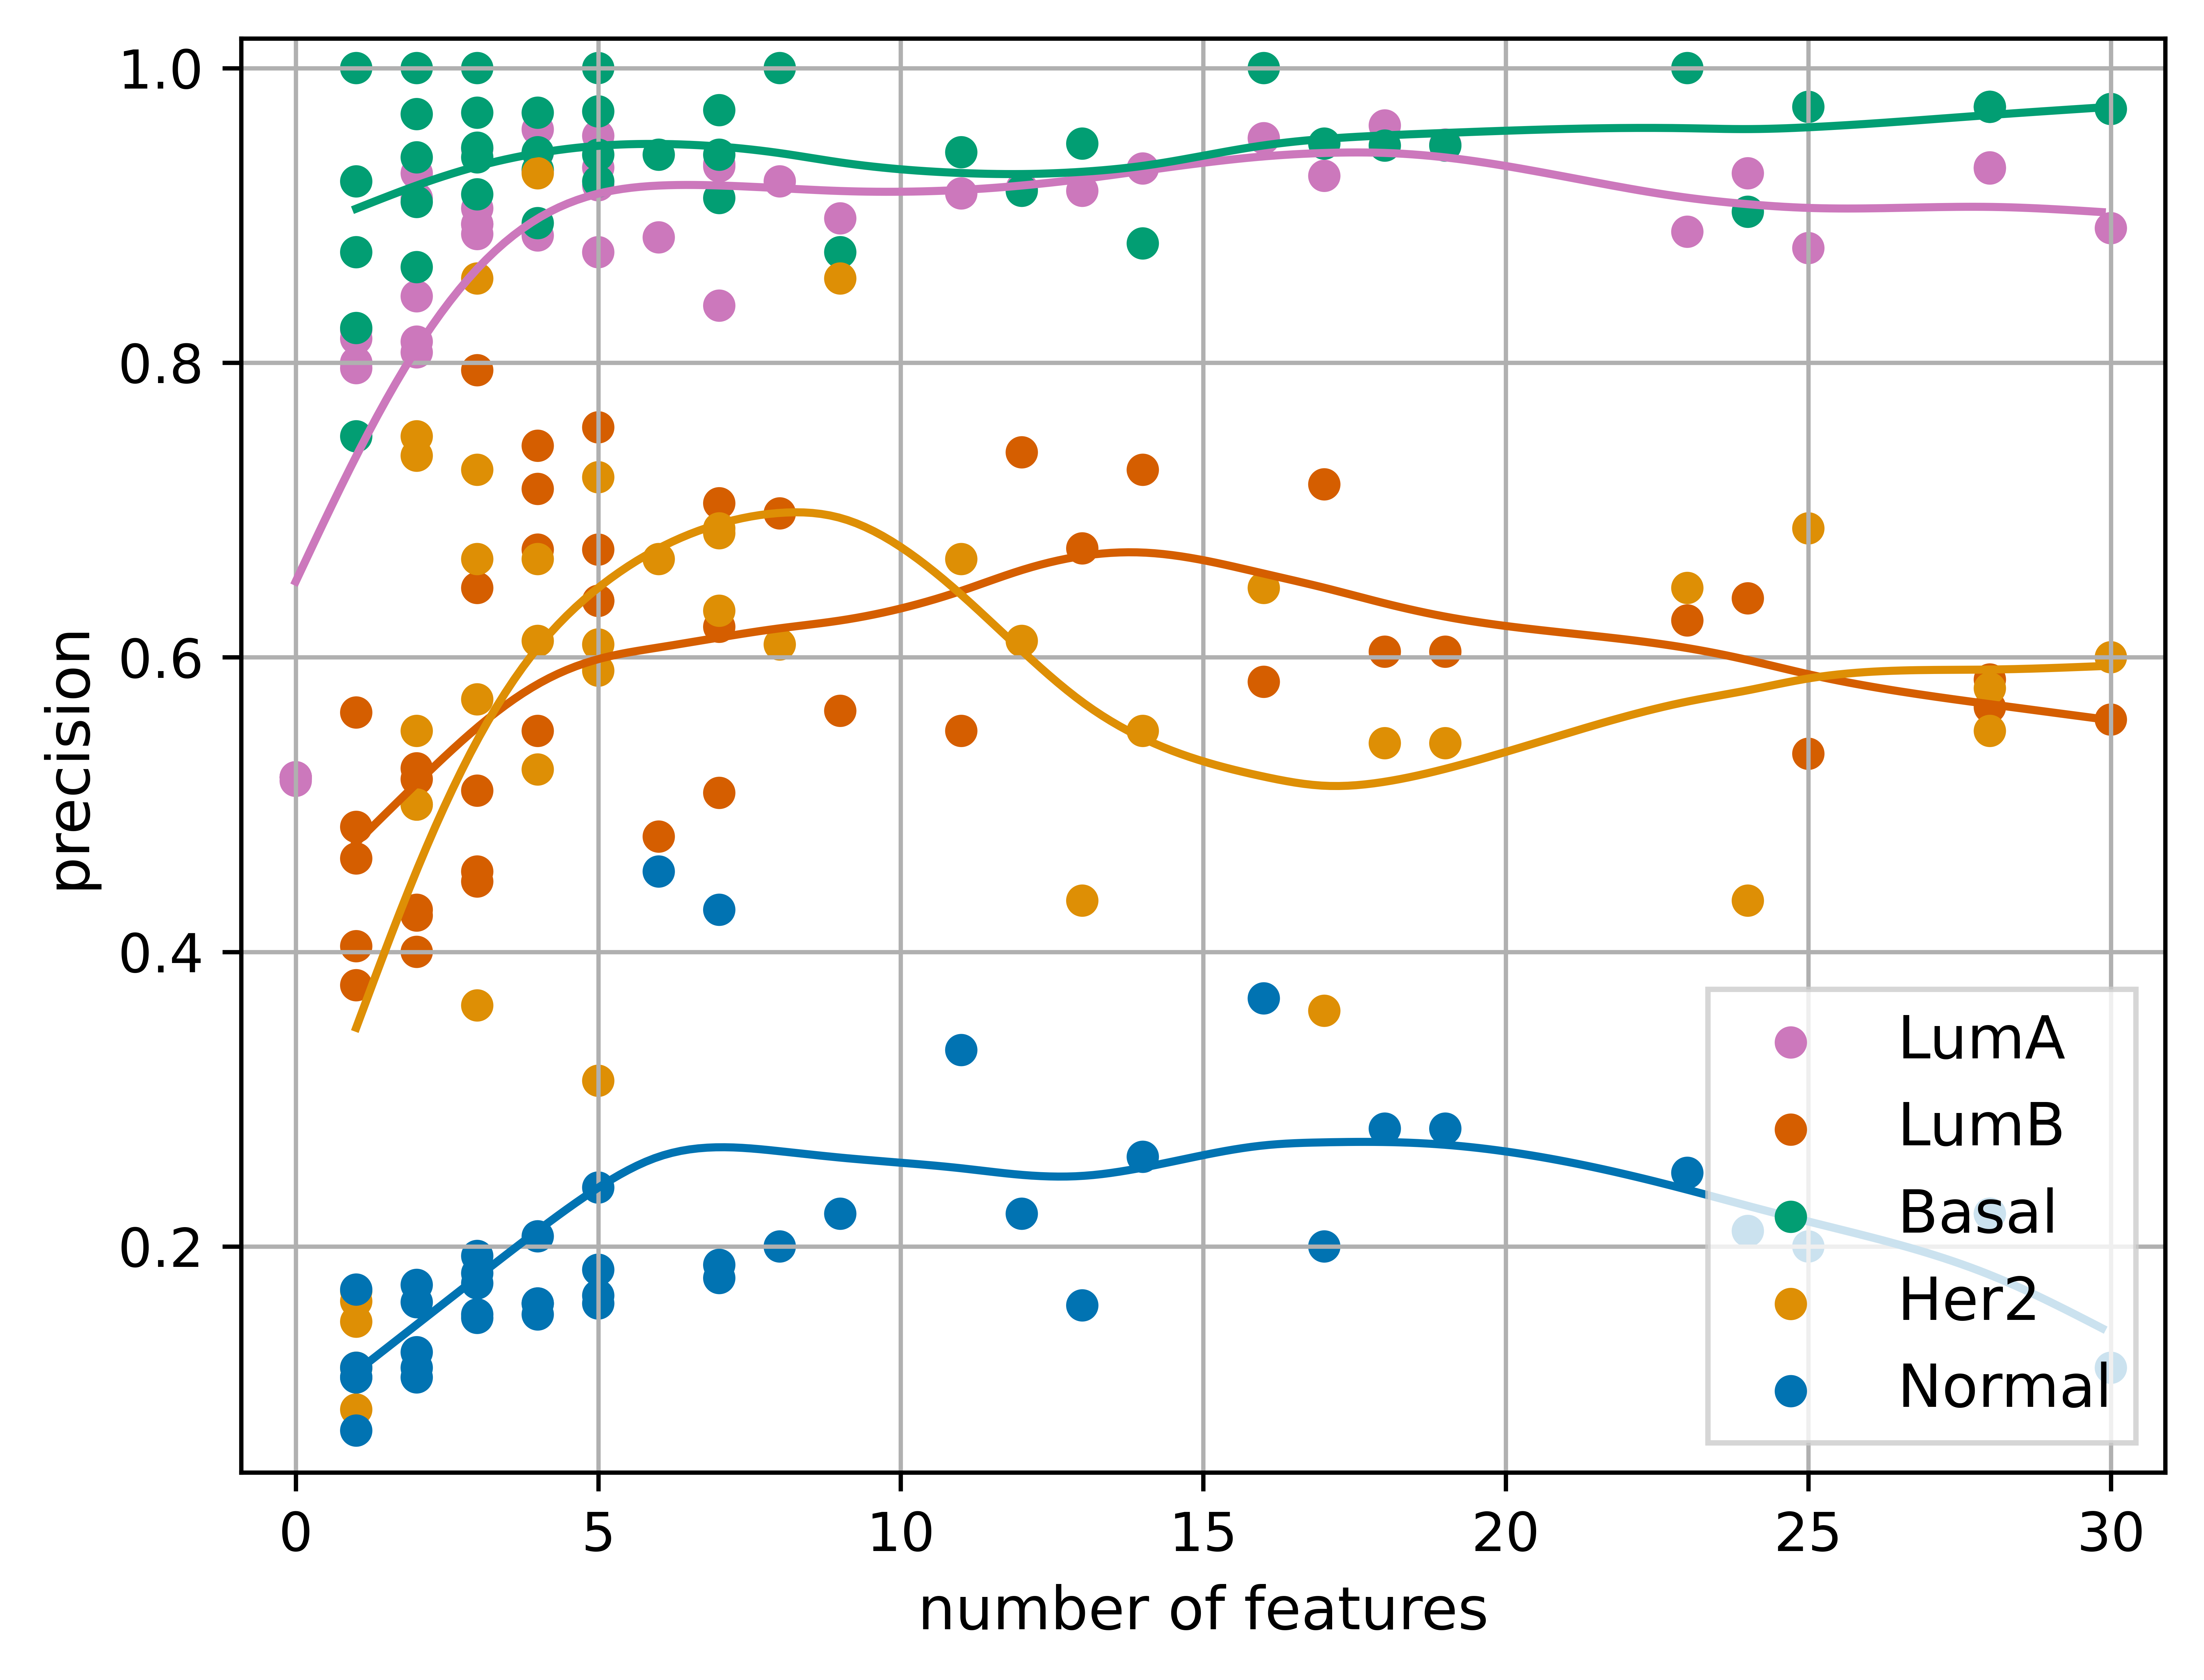 1.0
0.8
0.6
0.4
0.2
precision
0 5 10 15 20 25 30
number of features
LumA
LumB
Basal
Her2
Normal